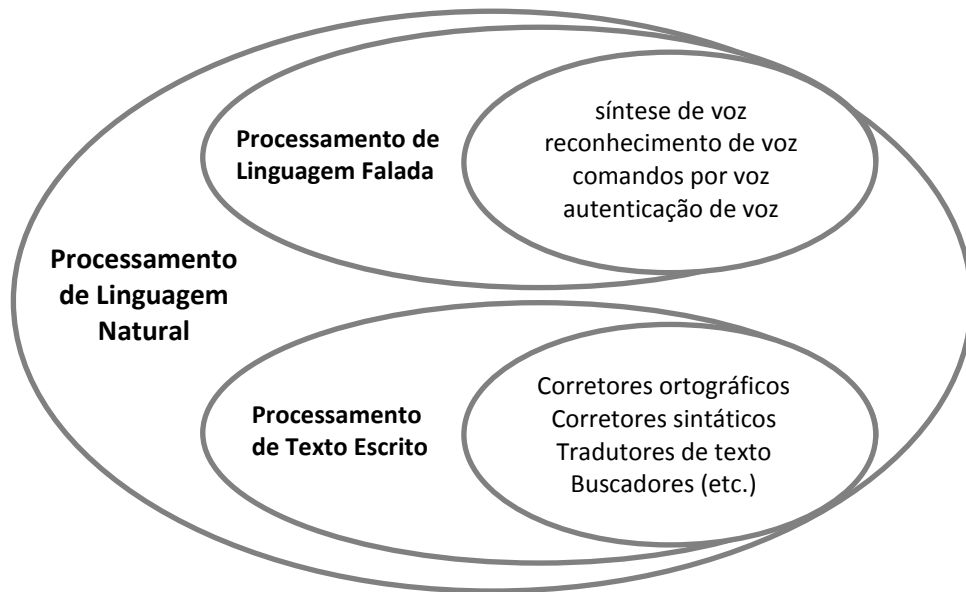 Processamento
de Linguagem
Natural
Processamento de
Linguagem Falada
síntese de voz
reconhecimento de voz
comandos por voz
autenticação de voz
Processamento
de Texto Escrito
Corretores ortográficos
Corretores sintáticos
Tradutores de texto
Buscadores (etc.)